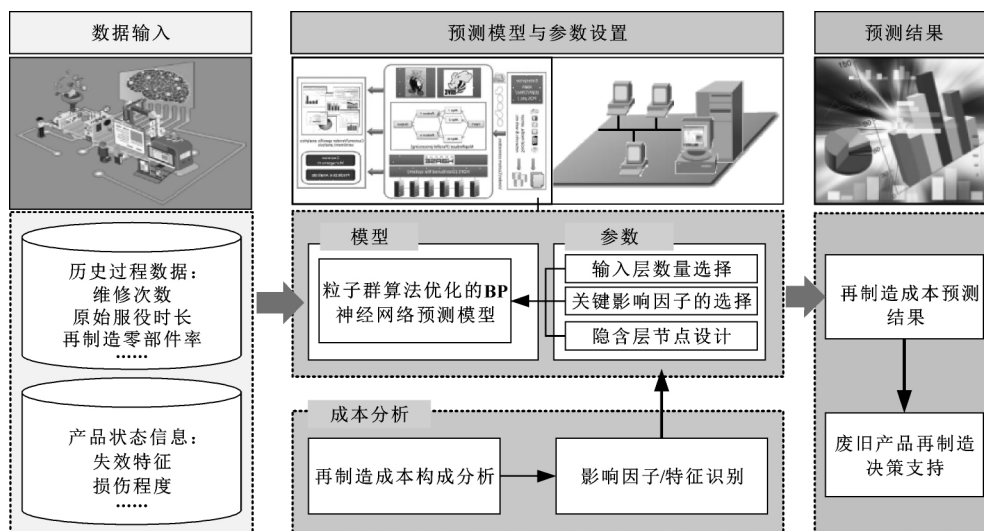 数据输入
预测模型与参数设置
预测结果
150
历史过程数据：
维修次数
原始服役时长
再制造零部件率
……
产品状态信息：
失效特征
损伤程度
……
模型
粒子群算法优化的BP
神经网络预测模型
参数
输入层数量选择
关键影响因子的选择
隐含层节点设计
成本分析
再制造成本构成分析
影响因子/特征识别
再制造成本预测
结果
废旧产品再制造
决策支持